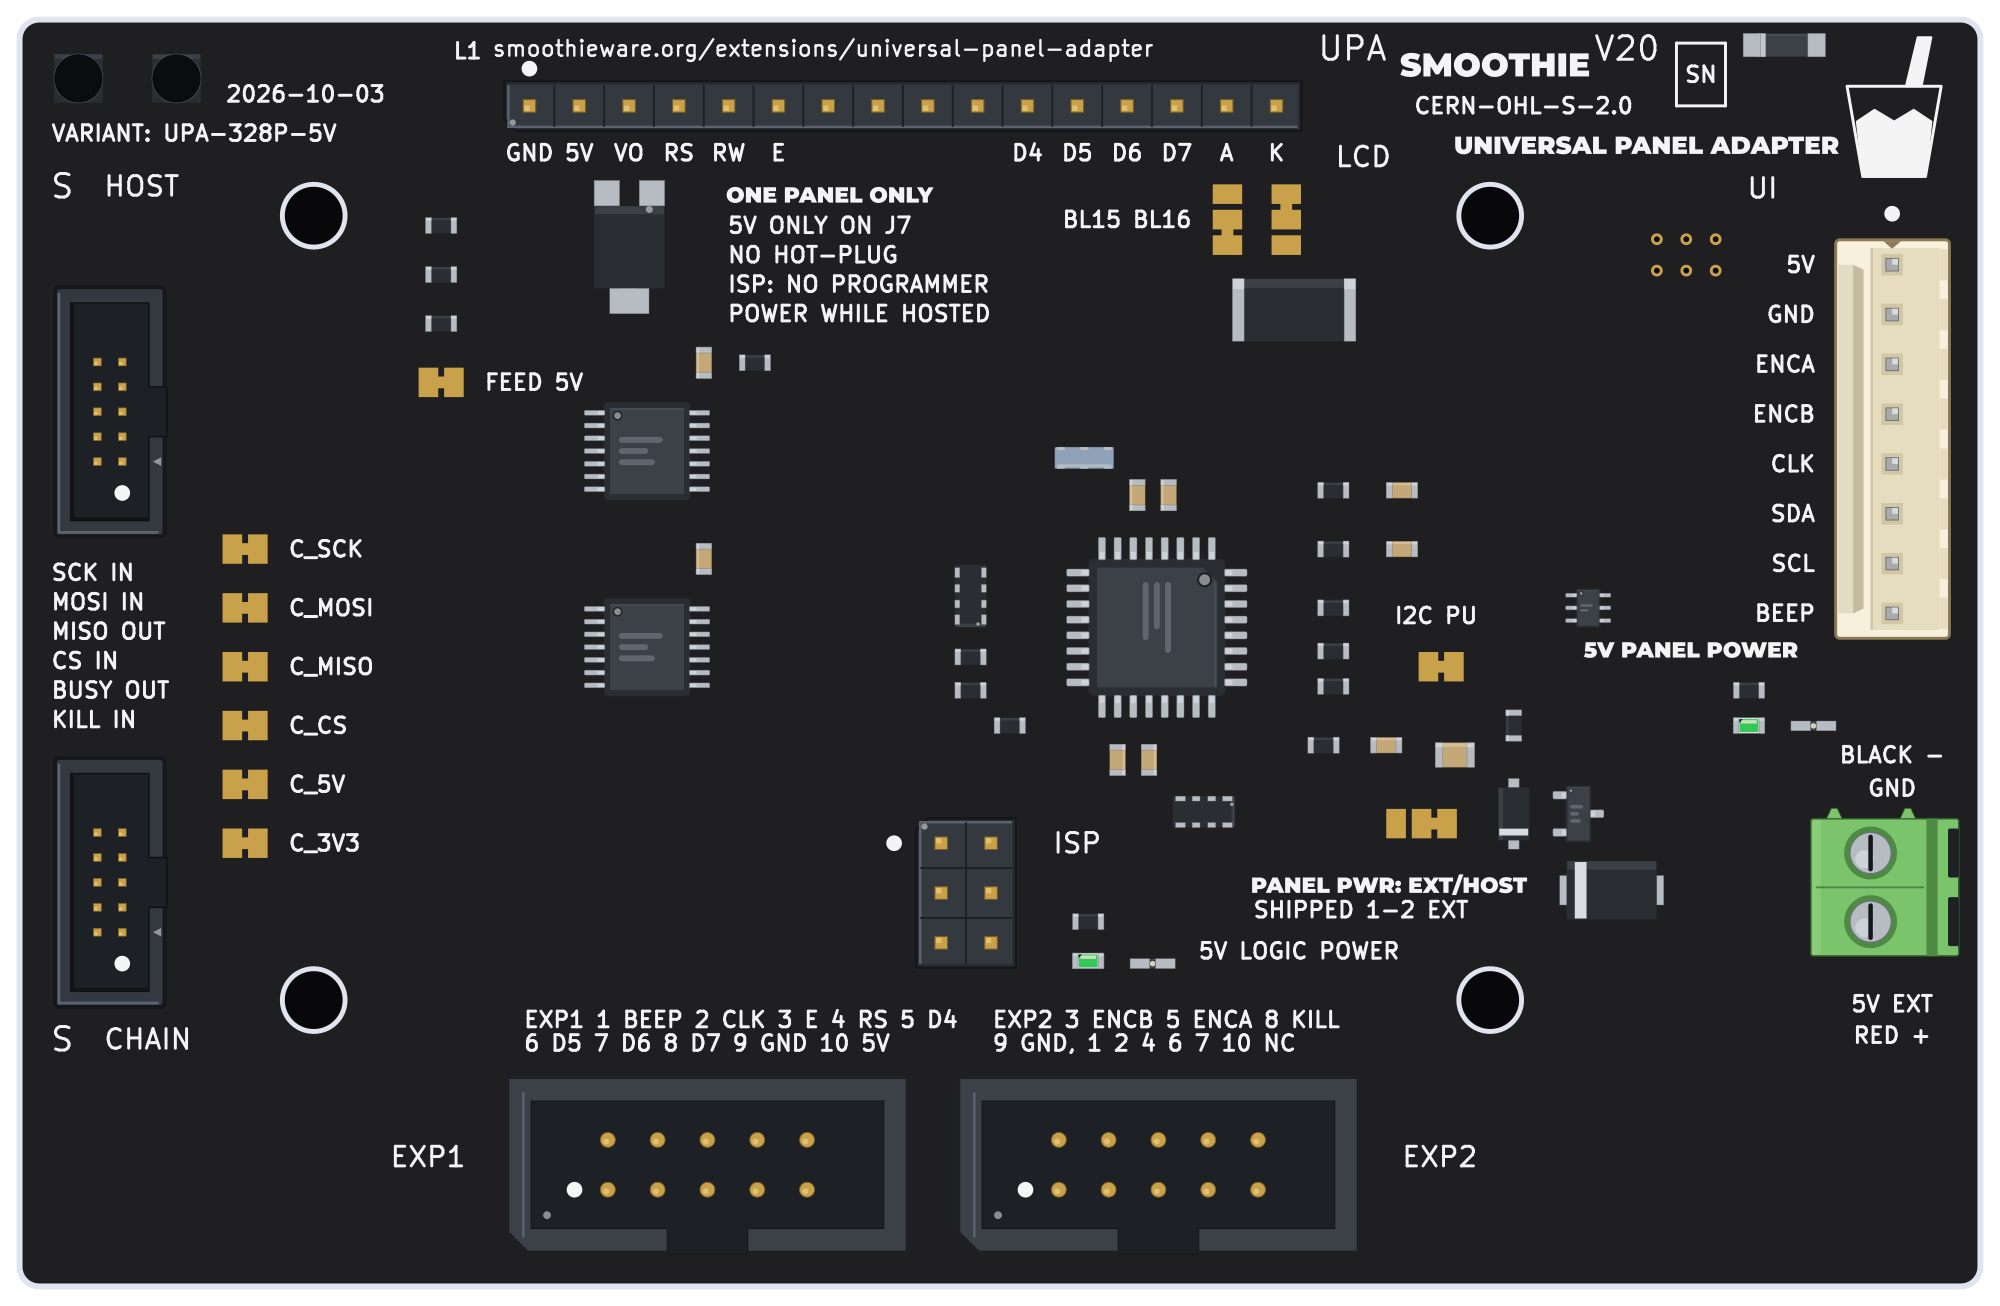 L1 smoothieware.org/extensions/universal-panel-adapter
UPA SMOOTHIE V20
SN
CERN-OHL-S-2.0
2026-10-03
VARIANT: UPA-328P-5V
UNIVERSAL PANEL ADAPTER
GND 5V VO RS RW E D4 D5 D6 D7 A K
LCD
S HOST
UI
ONE PANEL ONLY
5V ONLY ON J7
NO HOT-PLUG
ISP: NO PROGRAMMER
POWER WHILE HOSTED
BL15 BL16
5V
GND
ENCA
ENCB
CLK
SDA
SCL
BEEP
FEED 5V
C_SCK
C_MOSI
C_MISO
C_CS
C_5V
C_3V3
SCK IN
MOSI IN
MISO OUT
CS IN
BUSY OUT
KILL IN
I2C PU
5V PANEL POWER
BLACK -
GND
ISP
PANEL PWR: EXT/HOST
SHIPPED 1-2 EXT
5V LOGIC POWER
5V EXT
RED +
S CHAIN
EXP1 1 BEEP 2 CLK 3 E 4 RS 5 D4
6 D5 7 D6 8 D7 9 GND 10 5V
EXP2 3 ENCB 5 ENCA 8 KILL
9 GND, 1 2 4 6 7 10 NC
EXP1
EXP2